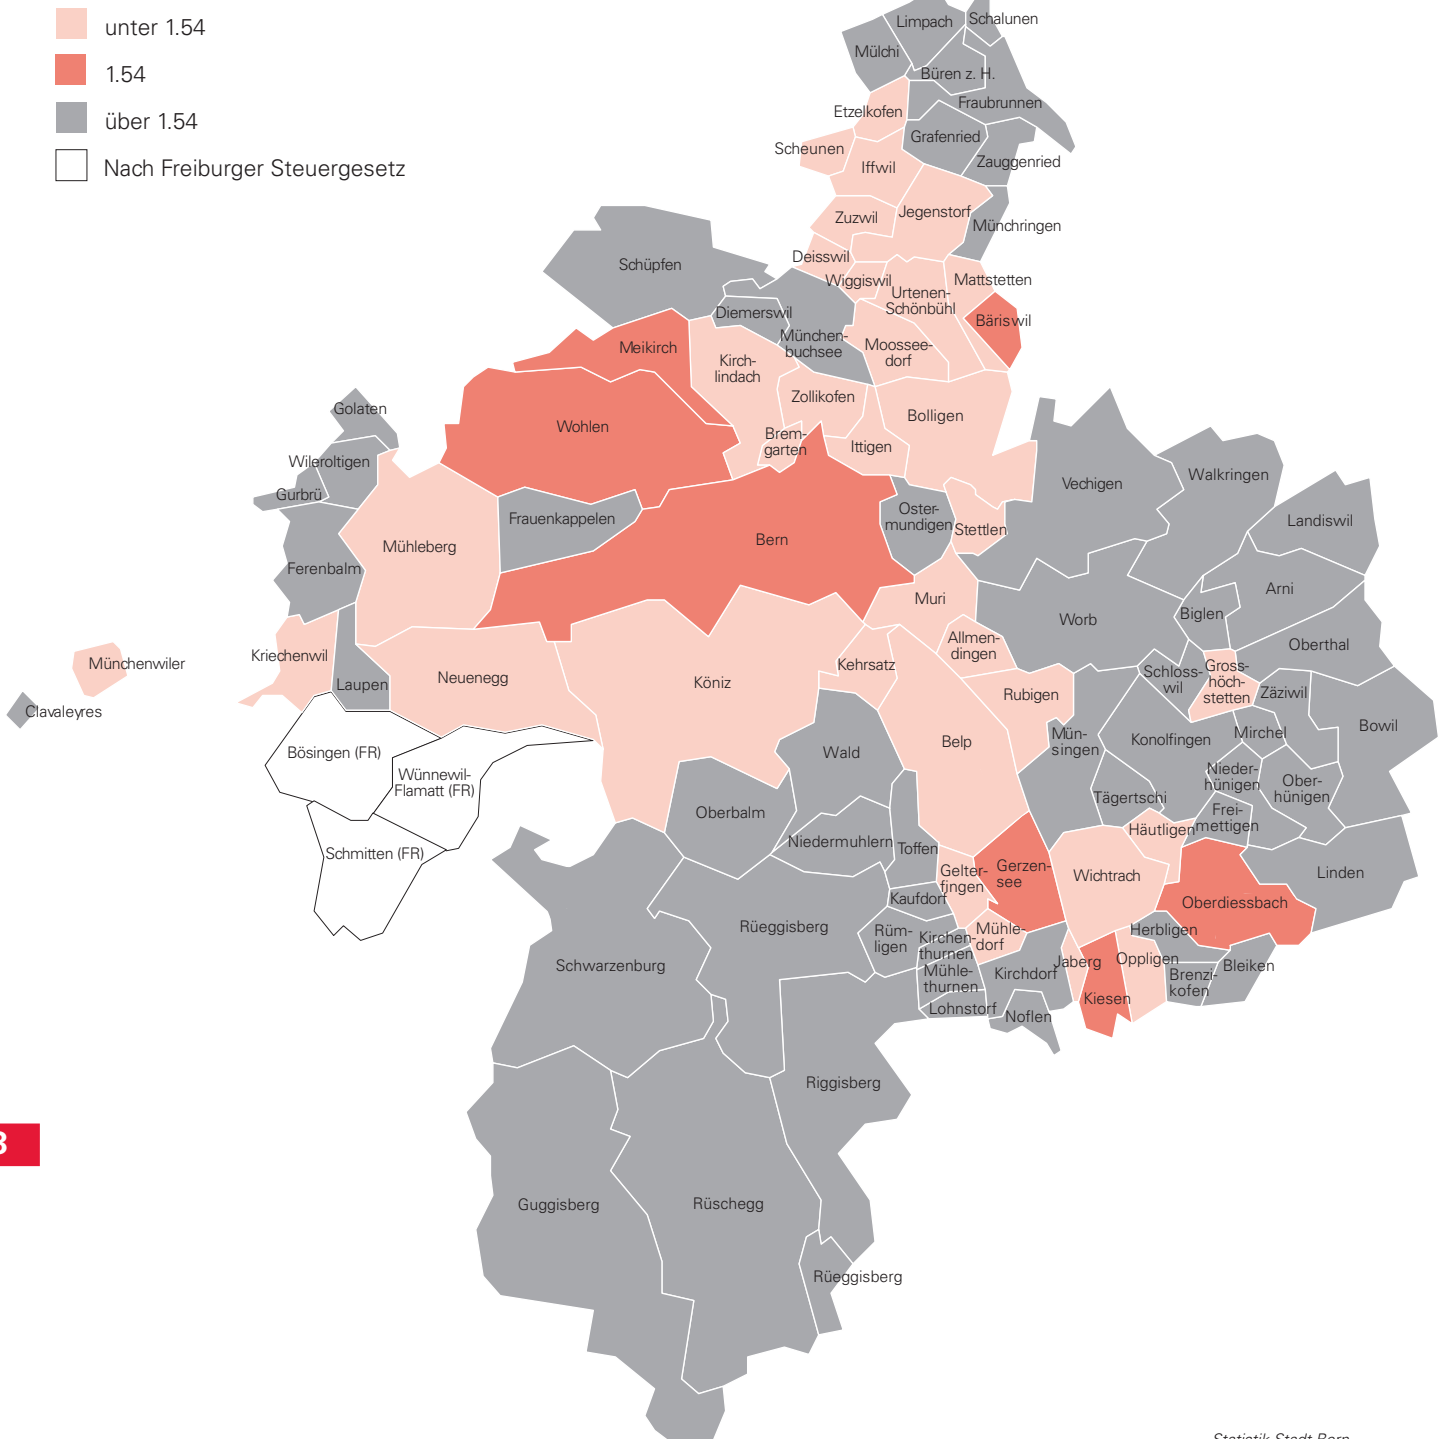 unter 1.54
1.54
über 1.54
Nach Freiburger Steuergesetz
Limpach
Schalunen
Mülchi
Büren z. H.
Fraubrunnen
Etzelkofen
Grafenried
Scheunen
Iffwil
Zauggenried
Zuzwil
Jegenstorf
Münchringen
Deisswil
Schüpfen
Wiggiswil
Mattstetten
Urtenen-
Schönbühl
Diemerswil
Bäriswil
München-
buchsee
Moossee-
dorf
Meikirch
Kirch-
lindach
Zollikofen
Golaten
Bolligen
Wohlen
Brem-
garten
Ittigen
Wileroltigen
Gurbrü
Vechigen
Walkringen
Frauenkappelen
Oster-
mundigen
Stettlen
Landiswil
Mühleberg
Bern
Ferenbalm
Arni
Muri
Worb
Biglen
Allmen-
dingen
Oberthal
Kriechenwil
Münchenwiler
Kehrsatz
Laupen
Neuenegg
Köniz
Rubigen
Schloss-
wil
Gross-
höch-
stetten
Zäziwil
Clavaleyres
Bösingen (FR)
Wald
Belp
Mün-
singen
Konolfingen
Mirchel
Bowil
Wünnewil-
Flamatt (FR)
Nieder-
hünigen
Ober-
hünigen
Tägertschi
Oberbalm
Frei-
mettigen
Häutligen
Niedermuhlern
Toffen
Schmitten (FR)
Gelter-
fingen
Gerzen-
see
Wichtrach
Linden
Kaufdorf
Oberdiessbach
Rüeggisberg
Rüm-
ligen
Kirchen-
thurnen
Mühle-
dorf
Herbligen
Schwarzenburg
Mühle-
thurnen
Kirchdorf
Jaberg
Oppligen
Brenzi-
kofen
Bleiken
Lohnstorf
Noflen
Kiesen
Riggisberg
3
Guggisberg
Rüschegg
Rüeggisberg
Statistik Stadt Bern